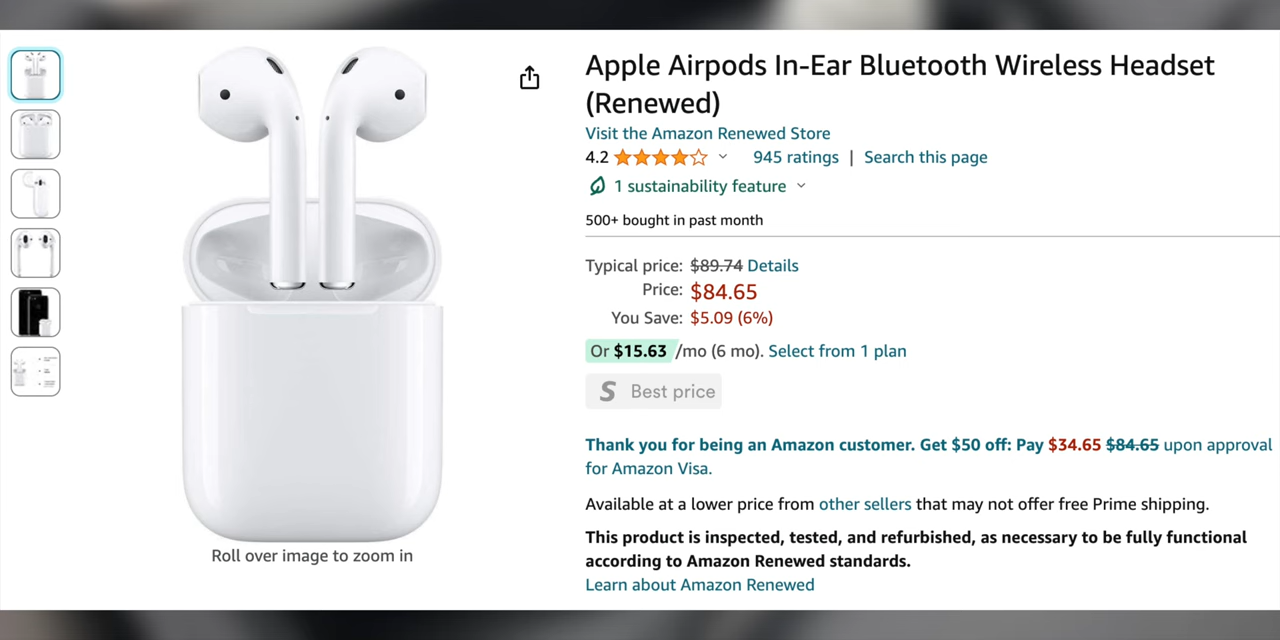 Apple Airpods In-Ear Bluetooth Wireless Headset
(Renewed)
Visit the Amazon Renewed Store
4.2
945 ratings | Search this page
1 sustainability feature
500+ bought in past month
Typical price: $89.74 Details
Price: $84.65
You Save: $5.09 (6%)
Or $15.63 /mo (6 mo). Select from 1 plan
S Best price
Thank you for being an Amazon customer. Get $50 off: Pay $34.65 $84.65 upon approval
for Amazon Visa.
Available at a lower price from other sellers that may not offer free Prime shipping.
This product is inspected, tested, and refurbished, as necessary to be fully functional
according to Amazon Renewed standards.
Learn about Amazon Renewed
Roll over image to zoom in